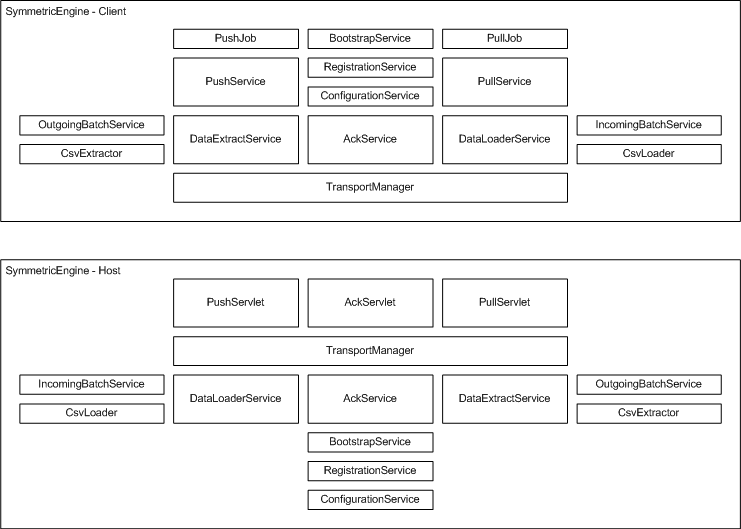 SymmetricEngine - Client
PushJob
BootstrapService
PullJob
PushService
RegistrationService
ConfigurationService
PullService
OutgoingBatchService
CsvExtractor
DataExtractService
AckService
DataLoaderService
IncomingBatchService
CsvLoader
TransportManager
SymmetricEngine - Host
PushServlet
AckServlet
PullServlet
TransportManager
IncomingBatchService
CsvLoader
DataLoaderService
AckService
DataExtractService
OutgoingBatchService
CsvExtractor
BootstrapService
RegistrationService
ConfigurationService